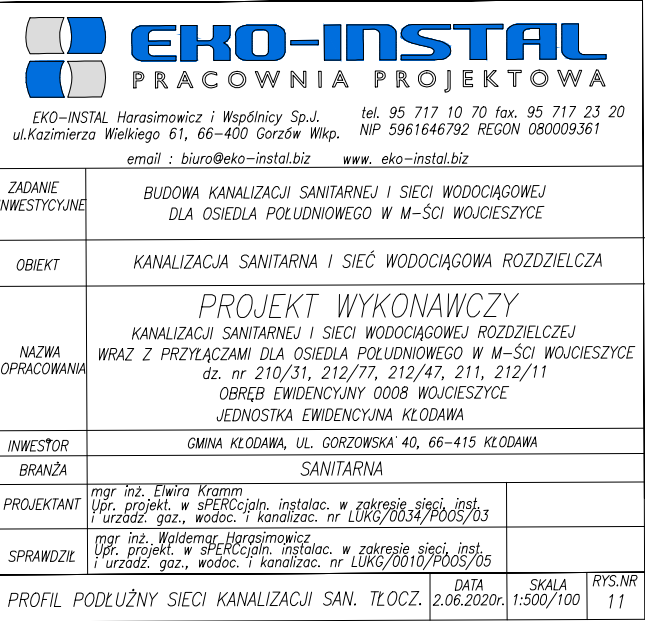 EKO-INSTAL
PRACOWNIA PROJEKTOWA
EKO-INSTAL Harasimowicz i Wspólnicy Sp.J.
ul.Kazimierza Wielkiego 61, 66-400 Gorzów Wlkp.
tel. 95 717 10 70 fax. 95 717 23 20
NIP 5961646792 REGON 080009361
email : biuro@eko-instal.biz www. eko-instal.biz
ZADANIE
INWESTYCYJNE
BUDOWA KANALIZACJI SANITARNEJ I SIECI WODOCIĄGOWEJ
DLA OSIEDLA POŁUDNIOWEGO W M-ŚCI WOJCIESZYCE
OBIEKT
KANALIZACJA SANITARNA I SIEĆ WODOCIĄGOWA ROZDZIELCZA
NAZWA
OPRACOWANIA
PROJEKT WYKONAWCZY
KANALIZACJI SANITARNEJ I SIECI WODOCIĄGOWEJ ROZDZIELCZEJ
WRAZ Z PRZYŁĄCZAMI DLA OSIEDLA POŁUDNIOWEGO W M-ŚCI WOJCIESZYCE
dz. nr 210/31, 212/77, 212/47, 211, 212/11
OBRĘB EWIDENCYJNY 0008 WOJCIESZYCE
JEDNOSTKA EWIDENCYJNA KŁODAWA
INWESTOR
GMINA KŁODAWA, UL. GORZOWSKA 40, 66-415 KŁODAWA
BRANŻA
SANITARNA
PROJEKTANT
mgr inż. Elwira Kramm
Upr. projekt. w sPERCcjaln. instalac. w zakresie sieci, inst.
i urządz. gaz., wodoc. i kanalizac. nr LUKG/0034/POOS/03
SPRAWDZIŁ
mgr inż. Waldemar Harasimowicz
Upr. projekt. w sPERCcjaln. instalac. w zakresie sieci, inst.
i urządz. gaz., wodoc. i kanalizac. nr LUKG/0010/POOS/05
PROFIL PODŁUŻNY SIECI KANALIZACJI SAN. TŁOCZ.
DATA
2.06.2020r.
SKALA
1:500/100
RYS.NR
11